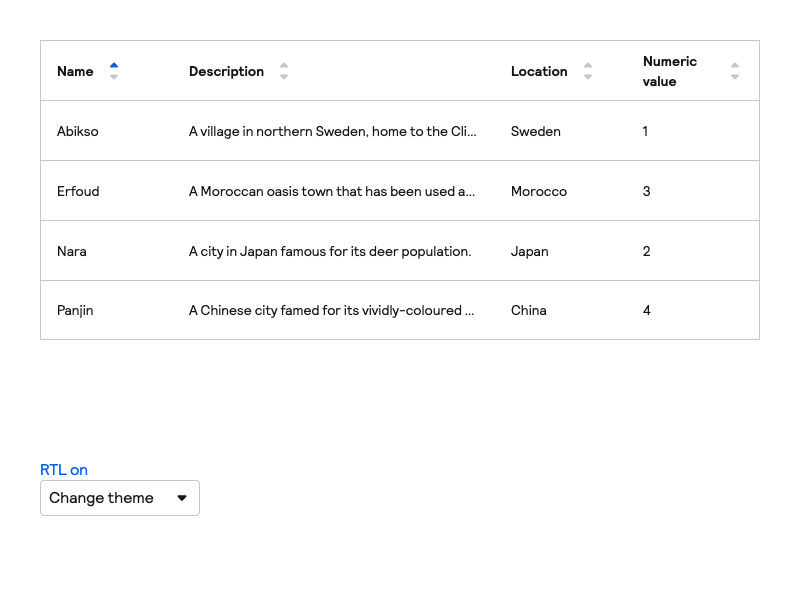 Name Description Location Numeric value
Abikso A village in northern Sweden, home to the Cli... Sweden 1
Erfoud A Moroccan oasis town that has been used a... Morocco 3
Nara A city in Japan famous for its deer population. Japan 2
Panjin A Chinese city famed for its vividly-coloured ... China 4
RTL on
Change theme